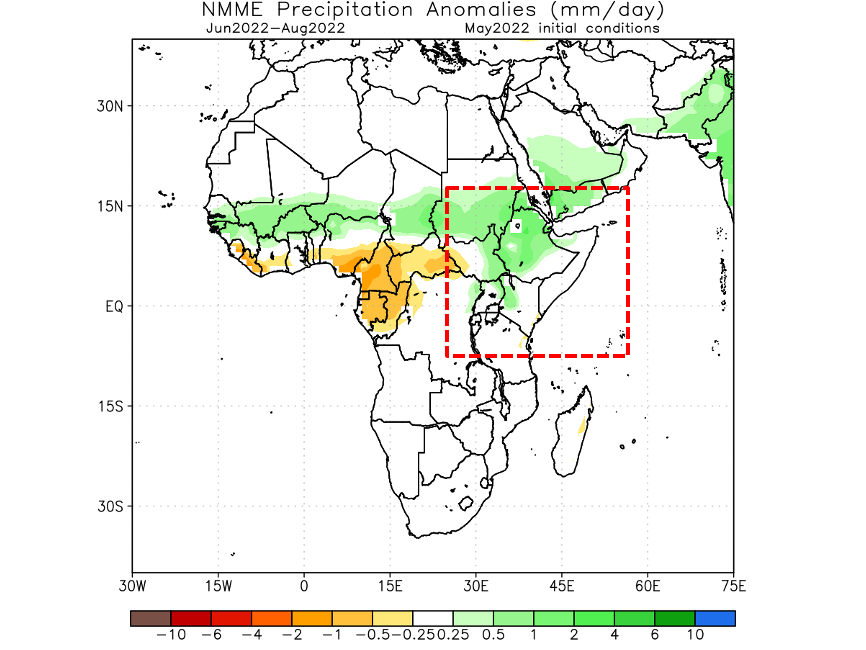 NMME Precipitation Anomalies (mm/day)
Jun2022-Aug2022 May2022 initial conditions
30N
15N
EQ
15S
30S
30W 15W 0 15E 30E 45E 60E 75E
-10 -6 -4 -2 -1 -0.5 -0.25 0.25 0.5 1 2 4 6 10